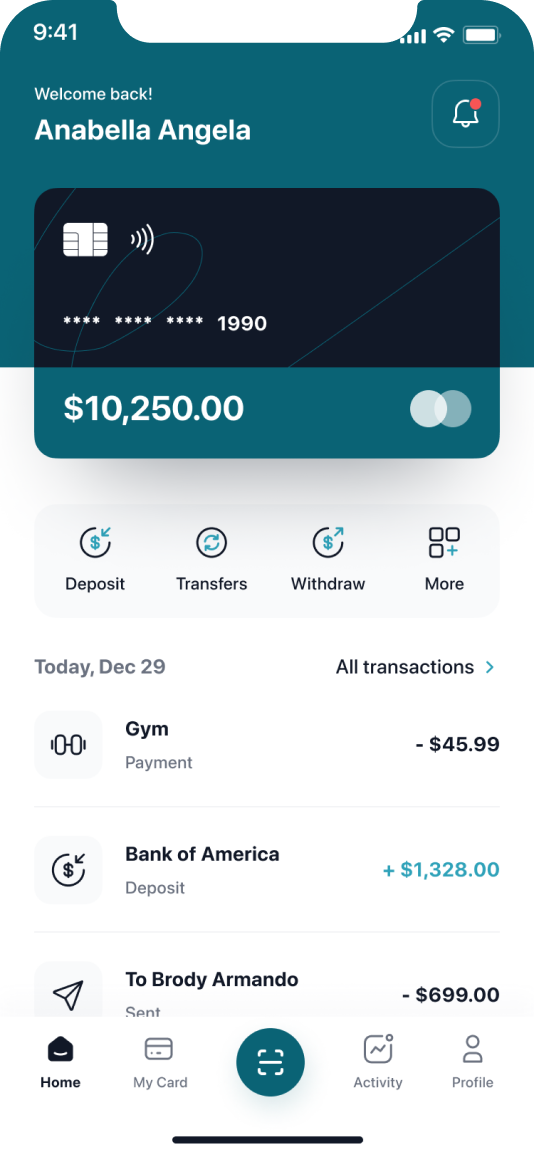 9:41
Welcome back!
Anabella Angela
**** **** **** 1990
$10,250.00
Deposit Transfers Withdraw More
Today, Dec 29 All transactions
Gym
- $45.99
Payment
Bank of America
+ $1,328.00
Deposit
To Brody Armando
- $699.00
Sent
Home My Card Activity Profile